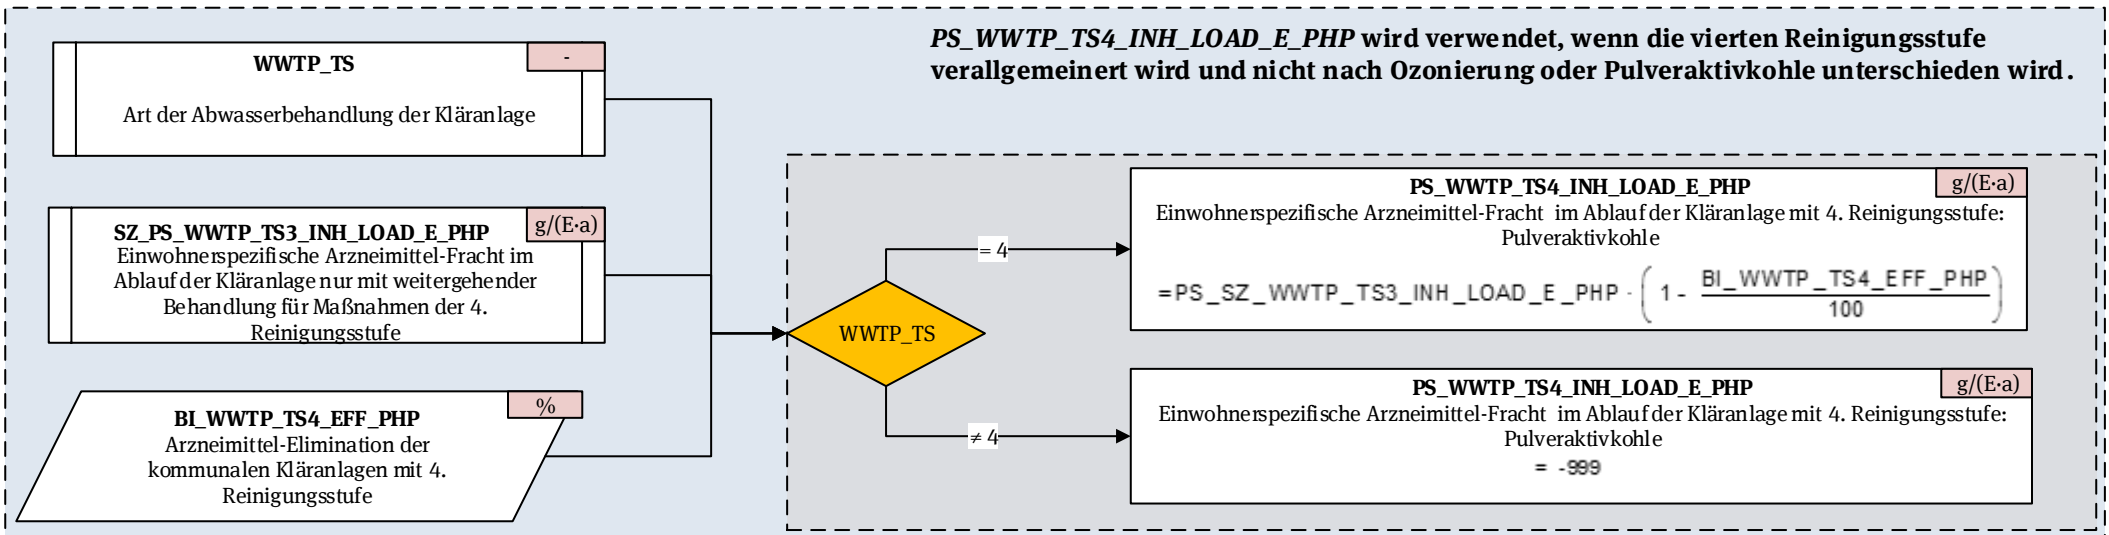 PS_WWTP_TS4_INH_LOAD_E_PHP wird verwendet, wenn die vierten Reinigungsstufe
verallgemeinert wird und nicht nach Ozonierung oder Pulveraktivkohle unterschieden wird.
WWTP_TS
-
Art der Abwasserbehandlung der Kläranlage
SZ_PS_WWTP_TS3_INH_LOAD_E_PHP
g/(E·a)
Einwohnerspezifische Arzneimittel-Fracht im
Ablauf der Kläranlage nur mit weitergehender
Behandlung für Maßnahmen der 4.
Reinigungsstufe
BI_WWTP_TS4_EFF_PHP
%
Arzneimittel-Elimination der
kommunalen Kläranlagen mit 4.
Reinigungsstufe
WWTP_TS
= 4
≠ 4
PS_WWTP_TS4_INH_LOAD_E_PHP
g/(E·a)
Einwohnerspezifische Arzneimittel-Fracht im Ablauf der Kläranlage mit 4. Reinigungsstufe:
Pulveraktivkohle
=PS_SZ_WWTP_TS3_INH_LOAD_E_PHP · ( 1 - BI_WWTP_TS4_EFF_PHP / 100 )
PS_WWTP_TS4_INH_LOAD_E_PHP
g/(E·a)
Einwohnerspezifische Arzneimittel-Fracht im Ablauf der Kläranlage mit 4. Reinigungsstufe:
Pulveraktivkohle
= -999